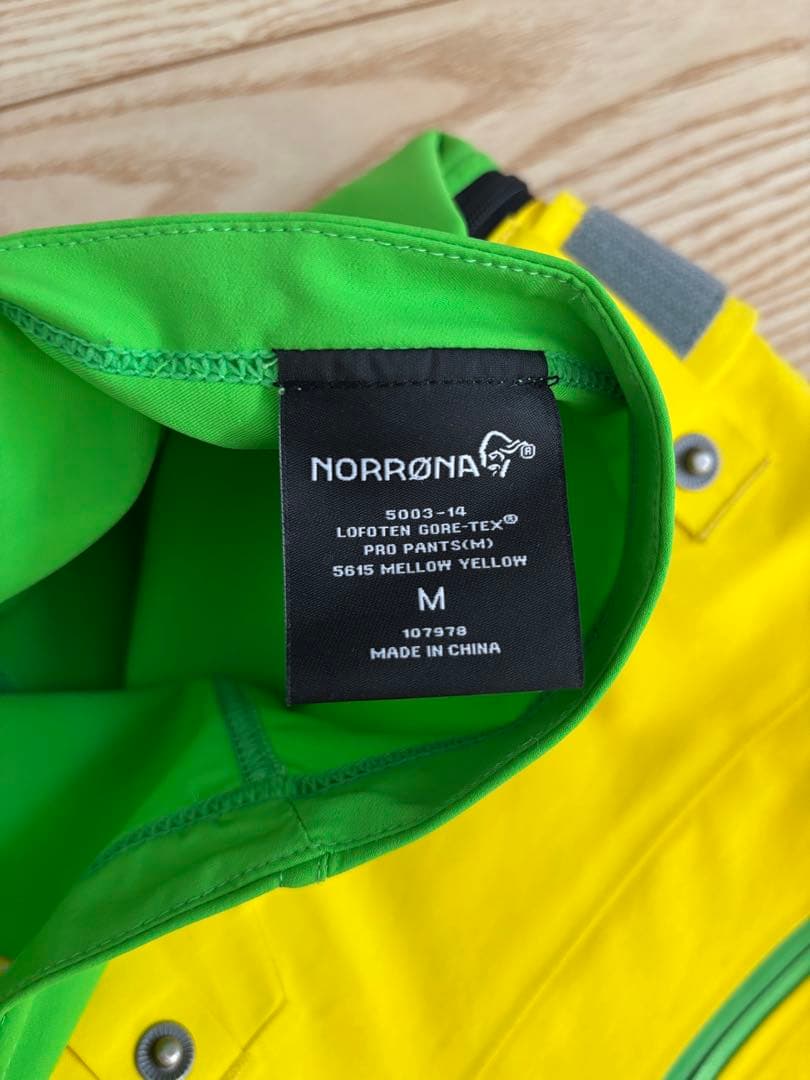 NORRØNA®
5003-14
LOFOTEN GORE-TEX®
PRO PANTS(M)
5615 MELLOW YELLOW
M
107978
MADE IN CHINA